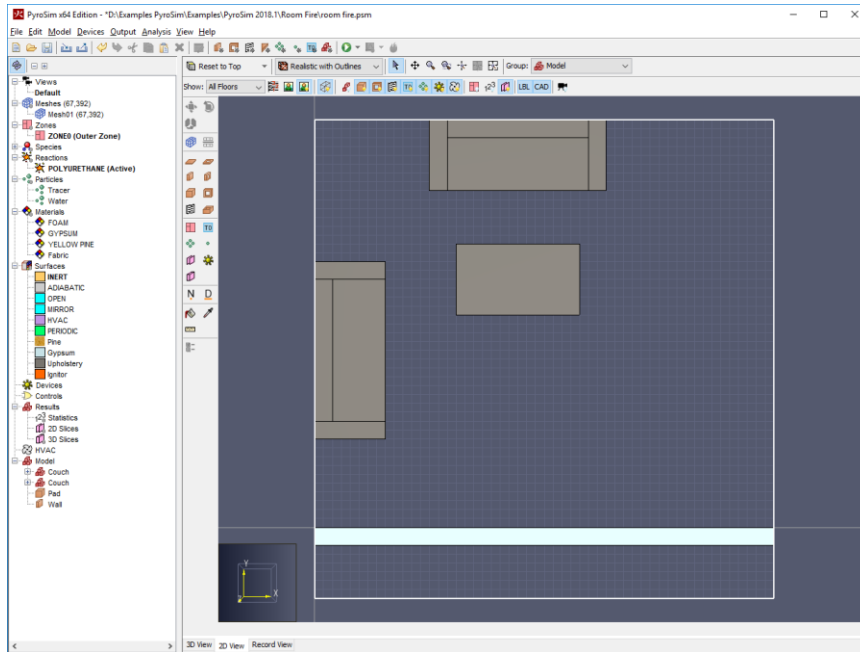 PyroSim x64 Edition - *D:\Examples PyroSim\Examples\PyroSim 2018.1\Room Fire\room fire.psm
File Edit Model Devices Output Analysis View Help
Reset to Top
Realistic with Outlines
Group: Model
Show: All Floors
LBL CAD
Views
Default
Meshes (67,392)
Mesh01 (67,392)
Zones
ZONE0 (Outer Zone)
Species
Reactions
POLYURETHANE (Active)
Particles
Tracer
Water
Materials
FOAM
GYPSUM
YELLOW PINE
Fabric
Surfaces
INERT
ADIABATIC
OPEN
MIRROR
HVAC
PERIODIC
Pine
Gypsum
Upholstery
Ignitor
Devices
Controls
Results
Statistics
2D Slices
3D Slices
HVAC
Model
Couch
Couch
Pad
Wall
N D
Y
X
3D View 2D View Record View